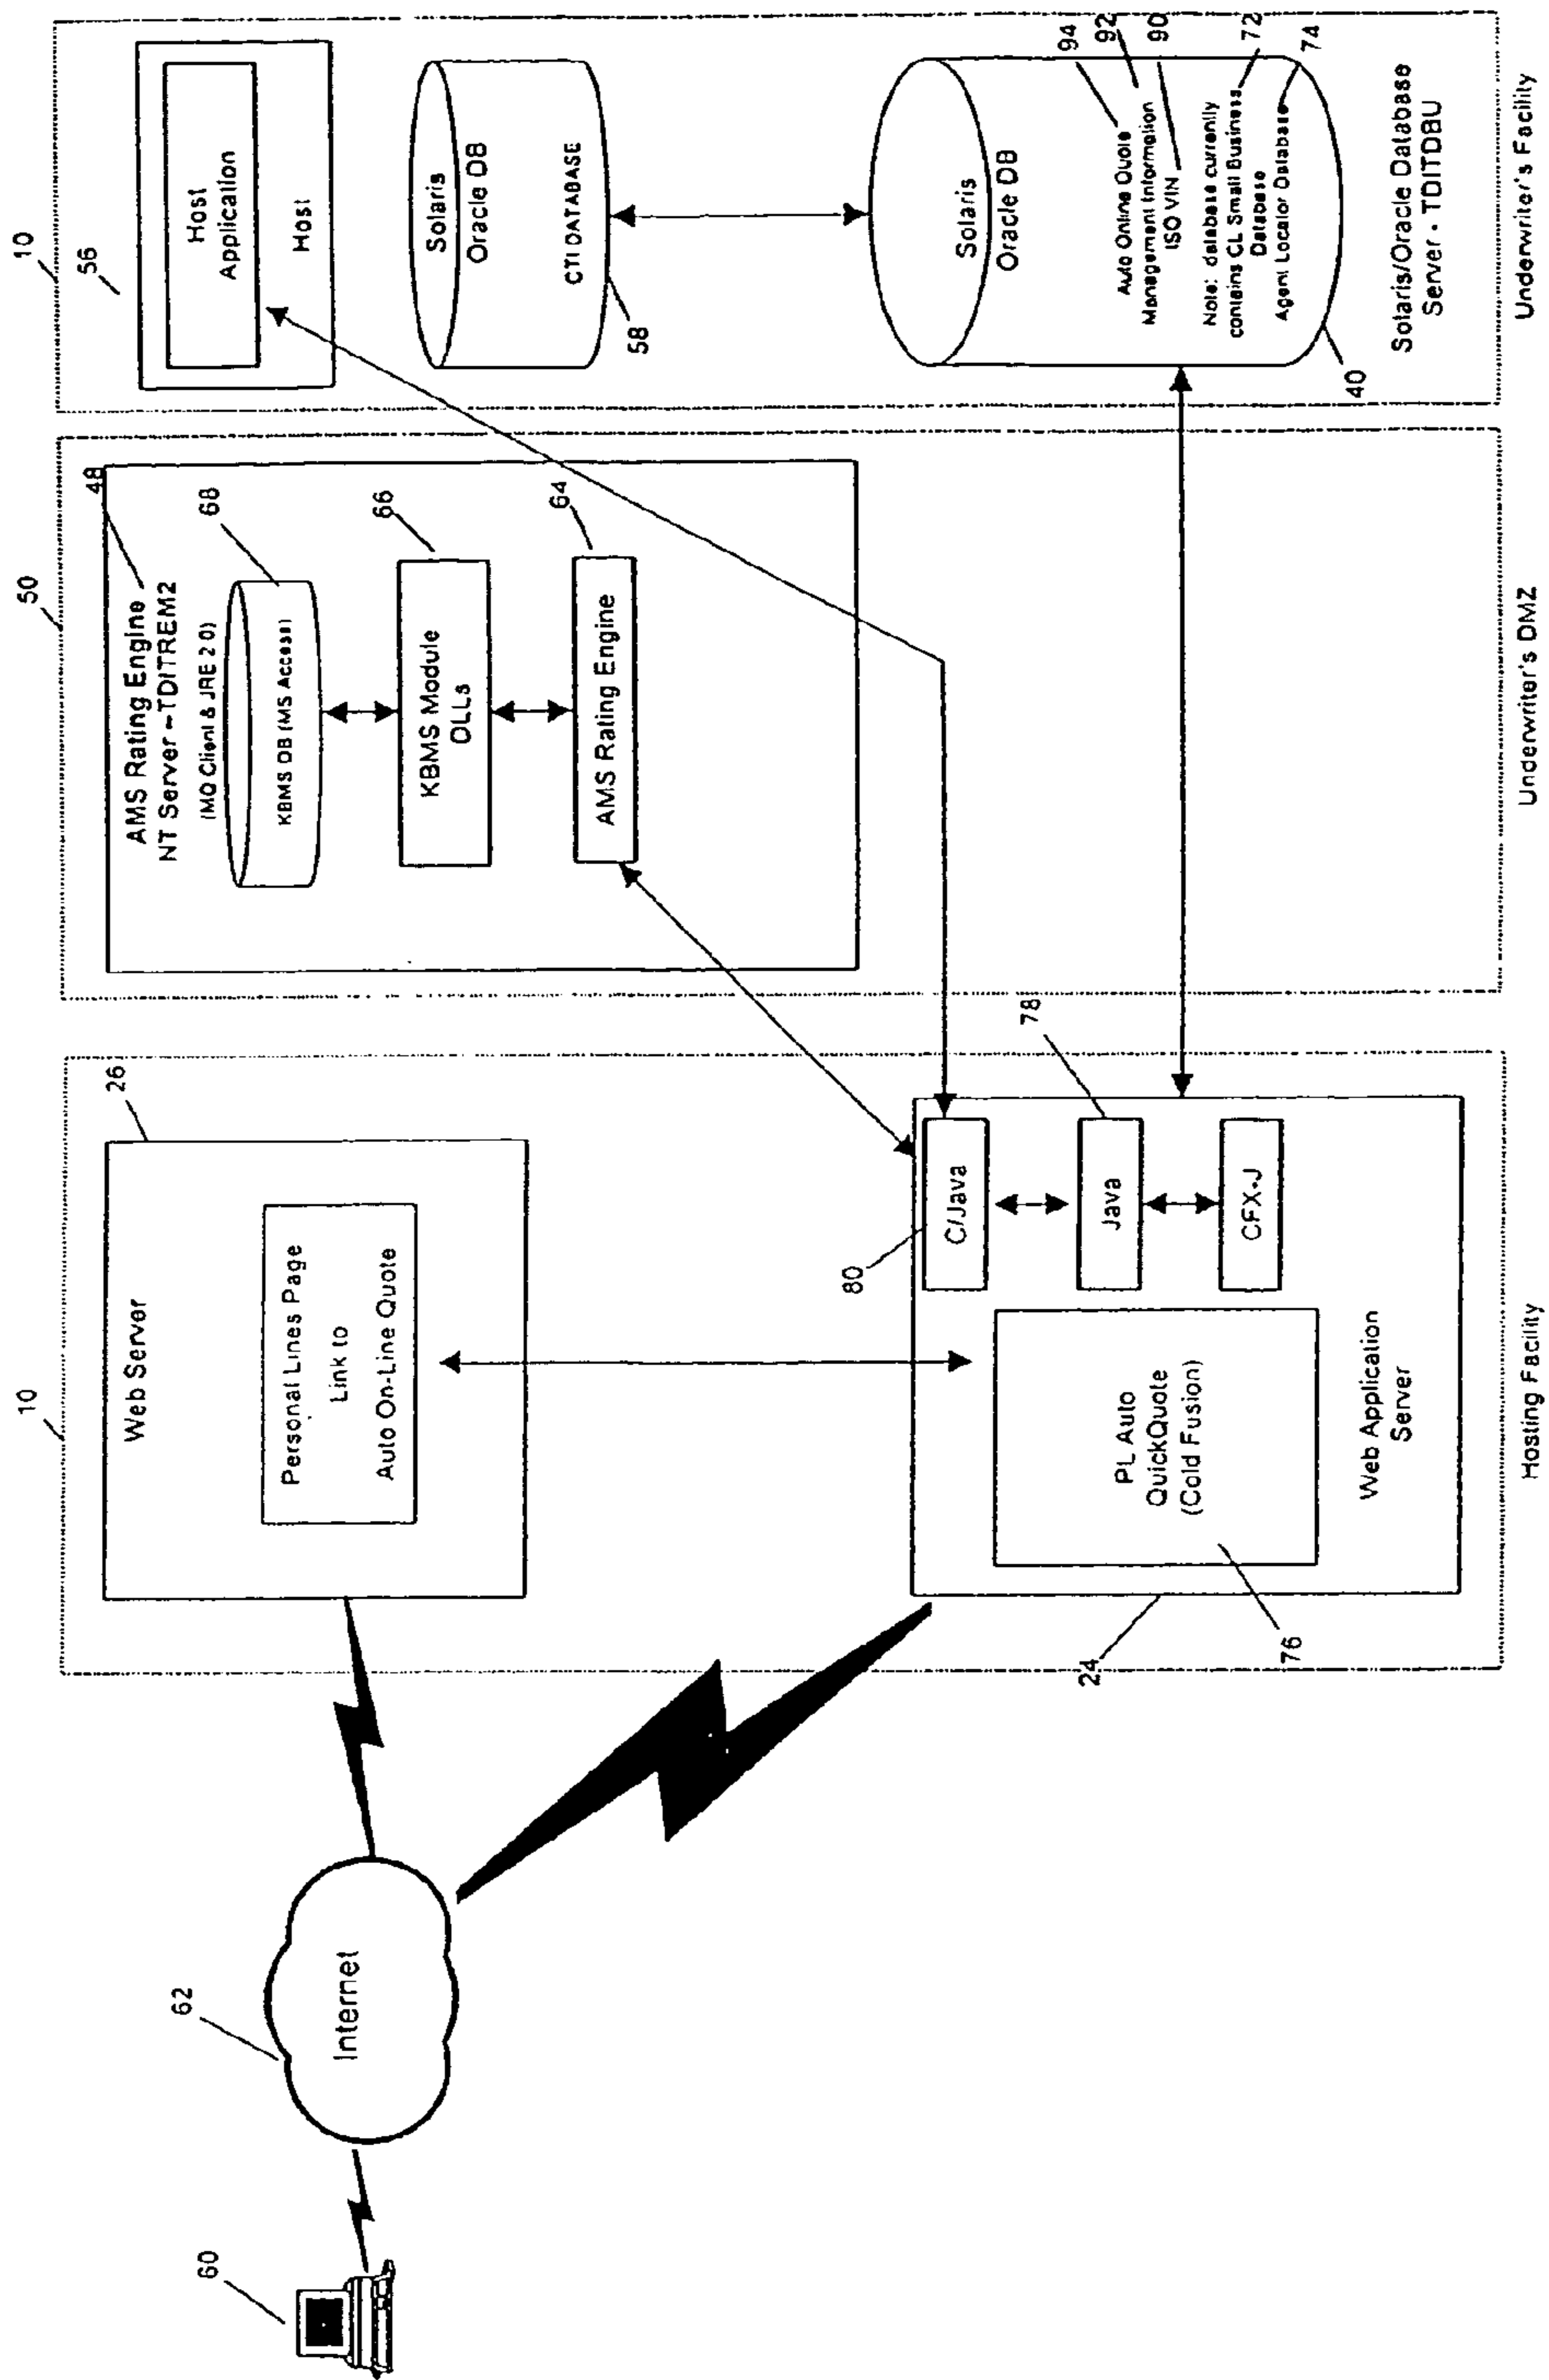 60
62
Internet
10
26
Web Server
Personal Lines Page
Link to
Auto On-Line Quote
80
C/Java
78
Java
CFX-J
PL Auto
QuickQuote
(Cold Fusion)
Web Application
Server
24
76
Hosting Facility
50
48
AMS Rating Engine
NT Server - TDITREM2
(MQ Client & JRE 2 0)
68
KBMS DB (MS Access)
66
KBMS Module
DLLs
64
AMS Rating Engine
Underwriter's DMZ
10
56
Host
Application
Host
Solaris
Oracle DB
CTI DATABASE
58
Solaris
Oracle DB
94
Auto Online Quote
92
Management Information
90
ISO VIN
Note: database currently
contains CL Small Business
72
Database
Agent Locator Database
74
40
Solaris/Oracle Database
Server - TDITDBU
Underwriter's Facility